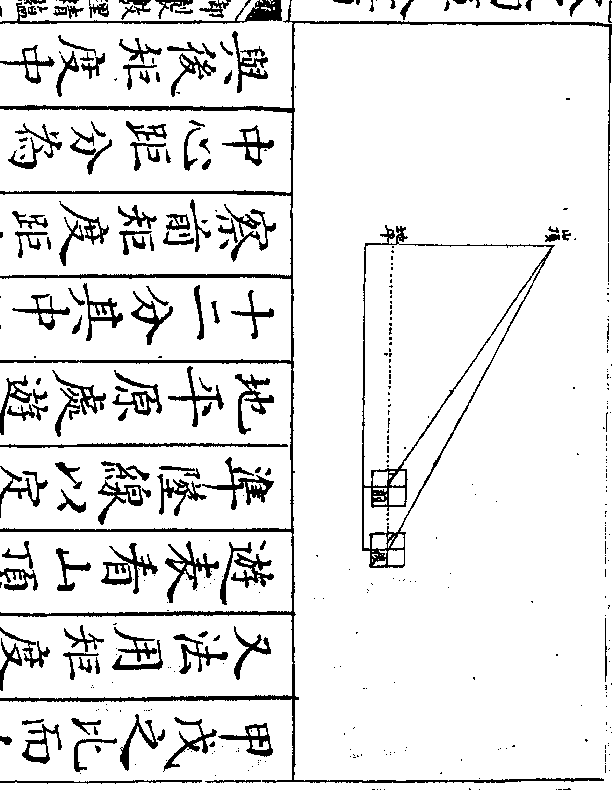 甲戊之比而
又法用矩度
遊表看山頂
準墜線以定
地平原處遊
十二分其中
察前矩度距
中心距分為
與後矩度中
山頂
地平
前
後
御製數理精蘊